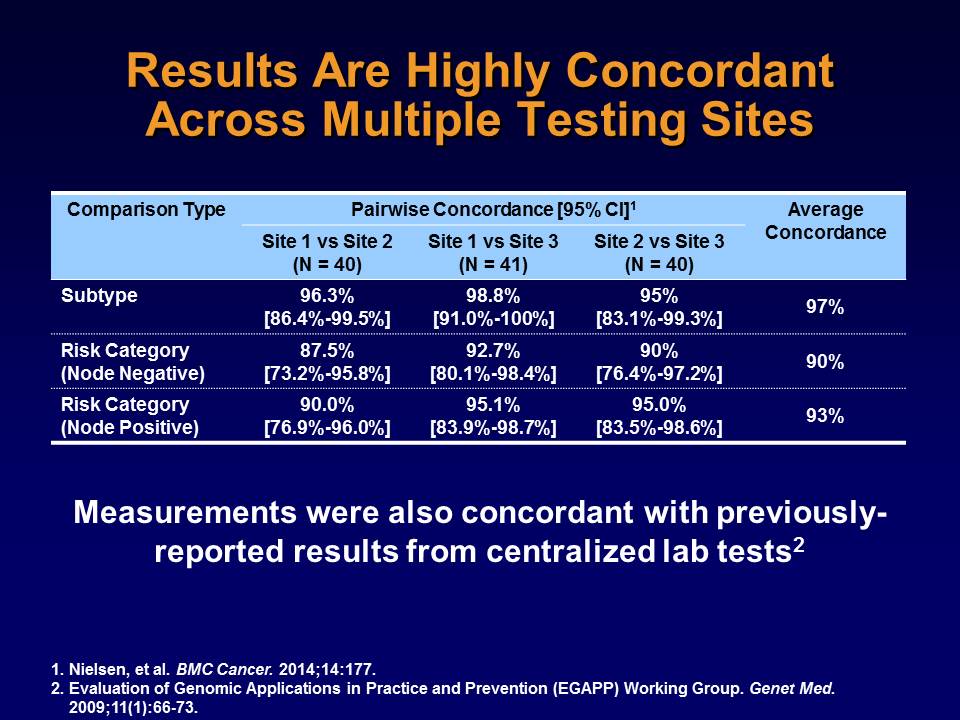 Results Are Highly Concordant
Across Multiple Testing Sites
Comparison Type
Pairwise Concordance [95% CI]1
Average
Concordance
Site 1 vs Site 2
(N = 40)
Site 1 vs Site 3
(N = 41)
Site 2 vs Site 3
(N = 40)
Subtype
96.3%
[86.4%-99.5%]
98.8%
[91.0%-100%]
95%
[83.1%-99.3%]
97%
Risk Category
(Node Negative)
87.5%
[73.2%-95.8%]
92.7%
[80.1%-98.4%]
90%
[76.4%-97.2%]
90%
Risk Category
(Node Positive)
90.0%
[76.9%-96.0%]
95.1%
[83.9%-98.7%]
95.0%
[83.5%-98.6%]
93%
Measurements were also concordant with previously-
reported results from centralized lab tests2
1. Nielsen, et al. BMC Cancer. 2014;14:177.
2. Evaluation of Genomic Applications in Practice and Prevention (EGAPP) Working Group. Genet Med.
2009;11(1):66-73.